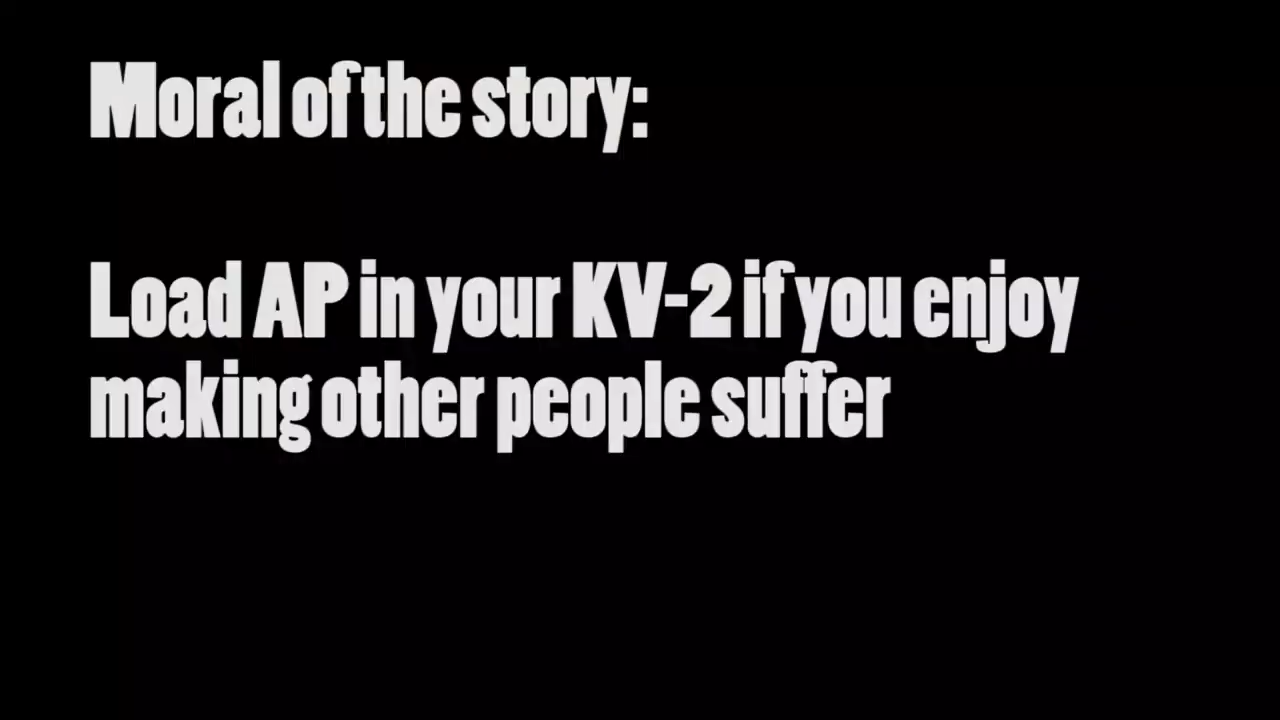 Moral of the story:
Load AP in your KV-2 if you enjoy
making other people suffer